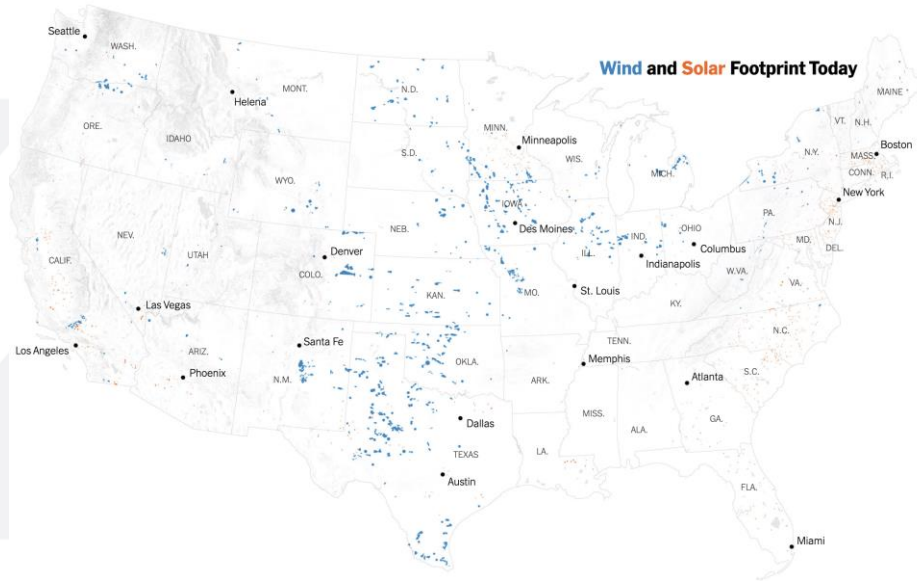 Wind and Solar Footprint Today
Seattle
WASH.
MONT.
N.D.
Helena
MAINE
ORE.
IDAHO
MINN.
Minneapolis
VT.
N.H.
S.D.
WIS.
MICH.
N.Y.
MASS.
Boston
CONN.
R.I.
WYO.
IOWA
New York
NEV.
NEB.
Des Moines
PA.
N.J.
UTAH
Denver
ILL.
IND.
OHIO
Columbus
MD.
DEL.
CALIF.
COLO.
Indianapolis
W.VA.
VA.
Las Vegas
KAN.
MO.
St. Louis
KY.
Los Angeles
ARIZ.
Santa Fe
TENN.
N.C.
Phoenix
N.M.
OKLA.
Memphis
ARK.
Atlanta
S.C.
Dallas
MISS.
ALA.
GA.
TEXAS
LA.
Austin
FLA.
Miami